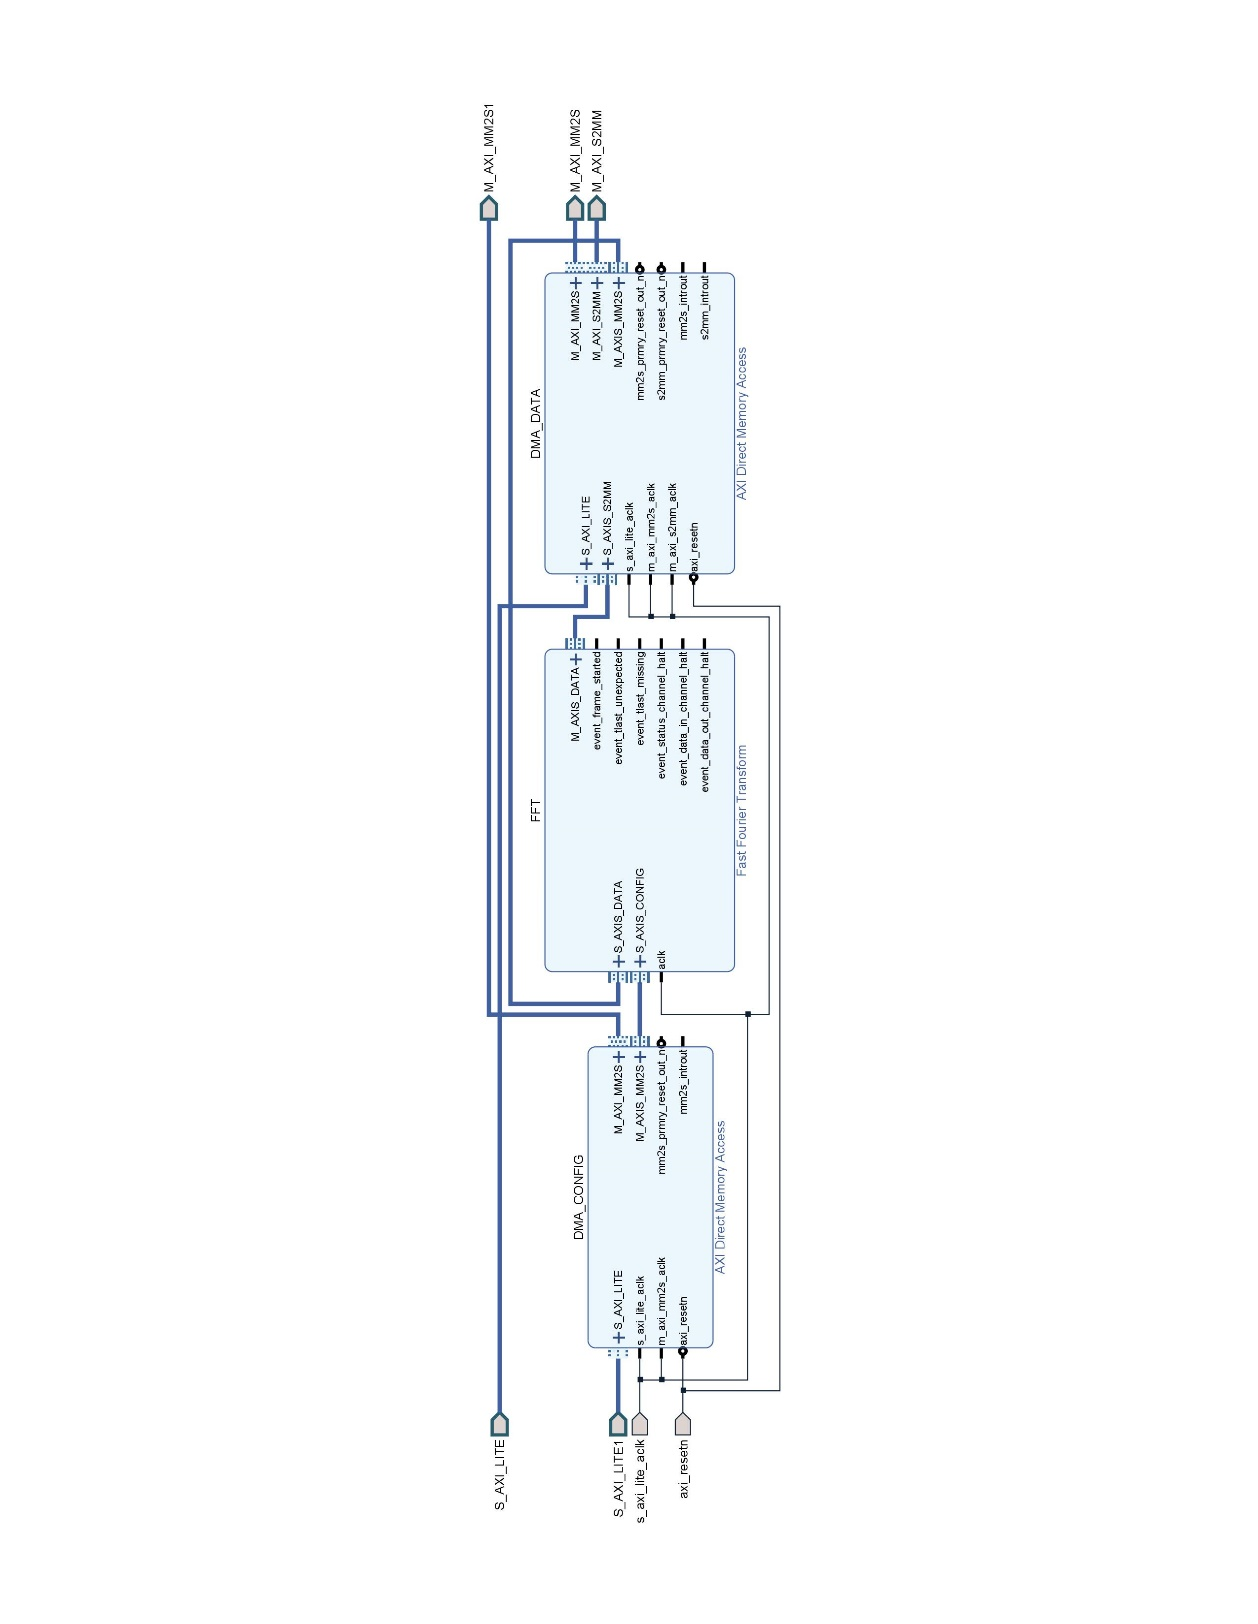 S_AXI_LITE
S_AXI_LITE1
s_axi_lite_aclk
axi_resetn
DMA_CONFIG
S_AXI_LITE
s_axi_lite_aclk
m_axi_mm2s_aclk
axi_resetn
M_AXI_MM2S
M_AXIS_MM2S
mm2s_prmry_reset_out_n
mm2s_introut
AXI Direct Memory Access
FFT
S_AXIS_DATA
S_AXIS_CONFIG
aclk
M_AXIS_DATA
event_frame_started
event_tlast_unexpected
event_tlast_missing
event_status_channel_halt
event_data_in_channel_halt
event_data_out_channel_halt
Fast Fourier Transform
DMA_DATA
S_AXI_LITE
S_AXIS_S2MM
s_axi_lite_aclk
m_axi_mm2s_aclk
m_axi_s2mm_aclk
axi_resetn
M_AXI_MM2S
M_AXI_S2MM
M_AXIS_MM2S
mm2s_prmry_reset_out_n
s2mm_prmry_reset_out_n
mm2s_introut
s2mm_introut
AXI Direct Memory Access
M_AXI_MM2S1
M_AXI_MM2S
M_AXI_S2MM